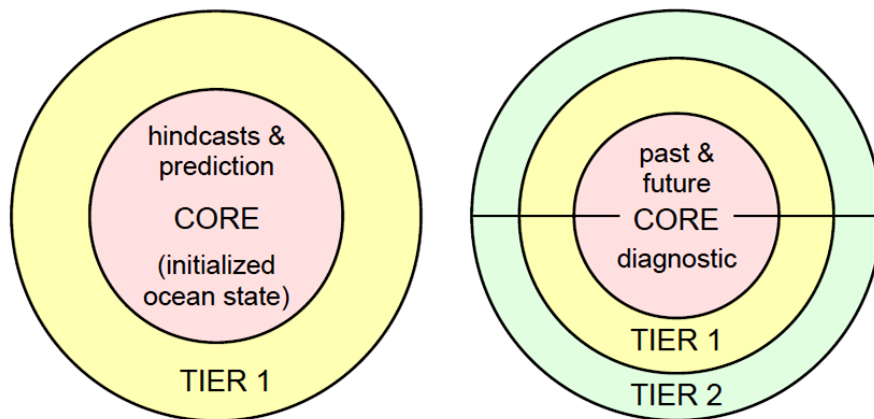 hindcasts &
prediction
CORE
(initialized
ocean state)
TIER 1
past &
future
CORE
diagnostic
TIER 1
TIER 2